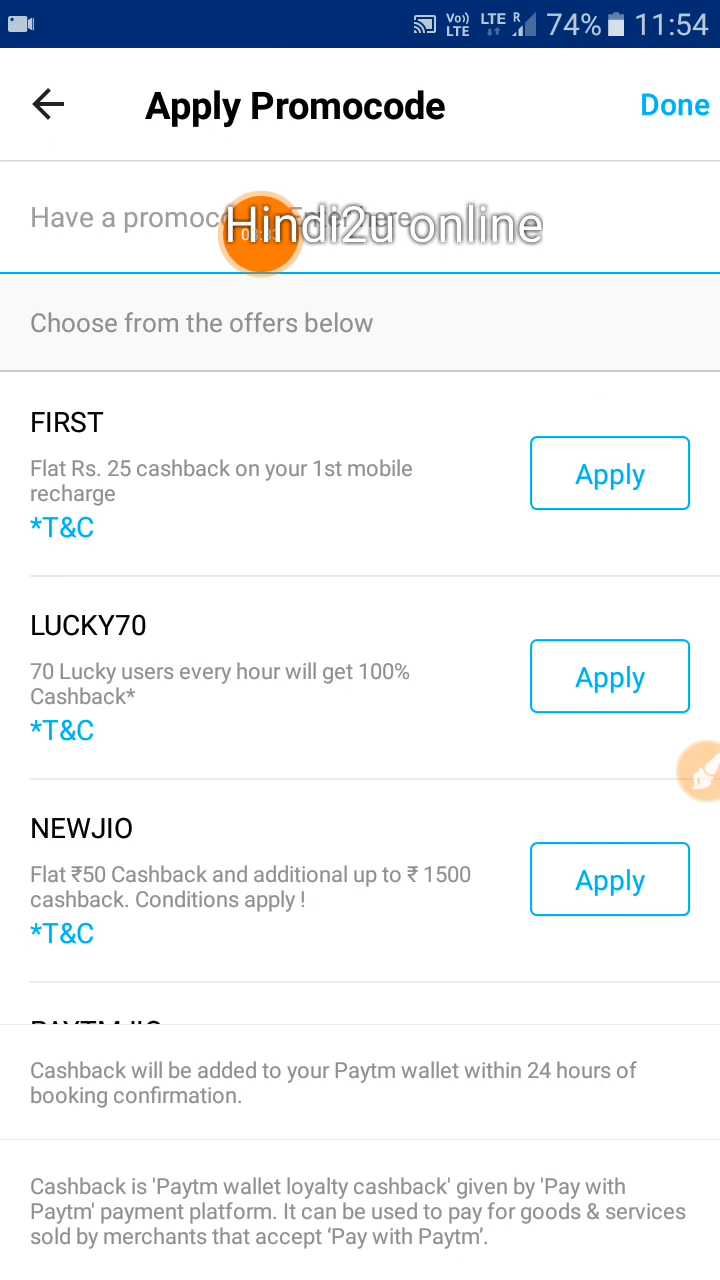 Vo)) LTE LTE R 74% 11:54
Apply Promocode Done
Have a promoco Enter here
Hindi2u online
Choose from the offers below
FIRST
Flat Rs. 25 cashback on your 1st mobile
recharge
*T&C
Apply
LUCKY70
70 Lucky users every hour will get 100%
Cashback*
*T&C
Apply
NEWJIO
Flat ₹50 Cashback and additional up to ₹ 1500
cashback. Conditions apply !
*T&C
Apply
PAYTMJIO
Cashback will be added to your Paytm wallet within 24 hours of
booking confirmation.
Cashback is 'Paytm wallet loyalty cashback' given by 'Pay with
Paytm' payment platform. It can be used to pay for goods & services
sold by merchants that accept ‘Pay with Paytm’.